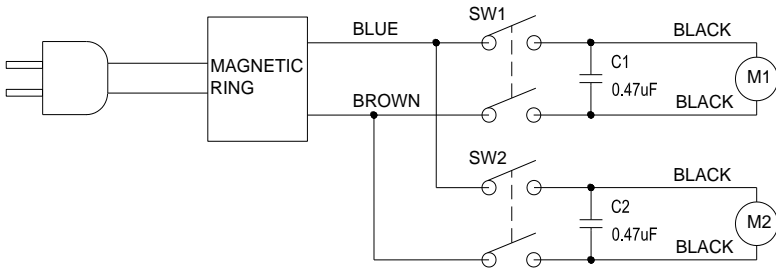 SW1
BLUE
BLACK
C1
0.47uF
M1
MAGNETIC
RING
BROWN
BLACK
SW2
BLACK
C2
0.47uF
M2
BLACK